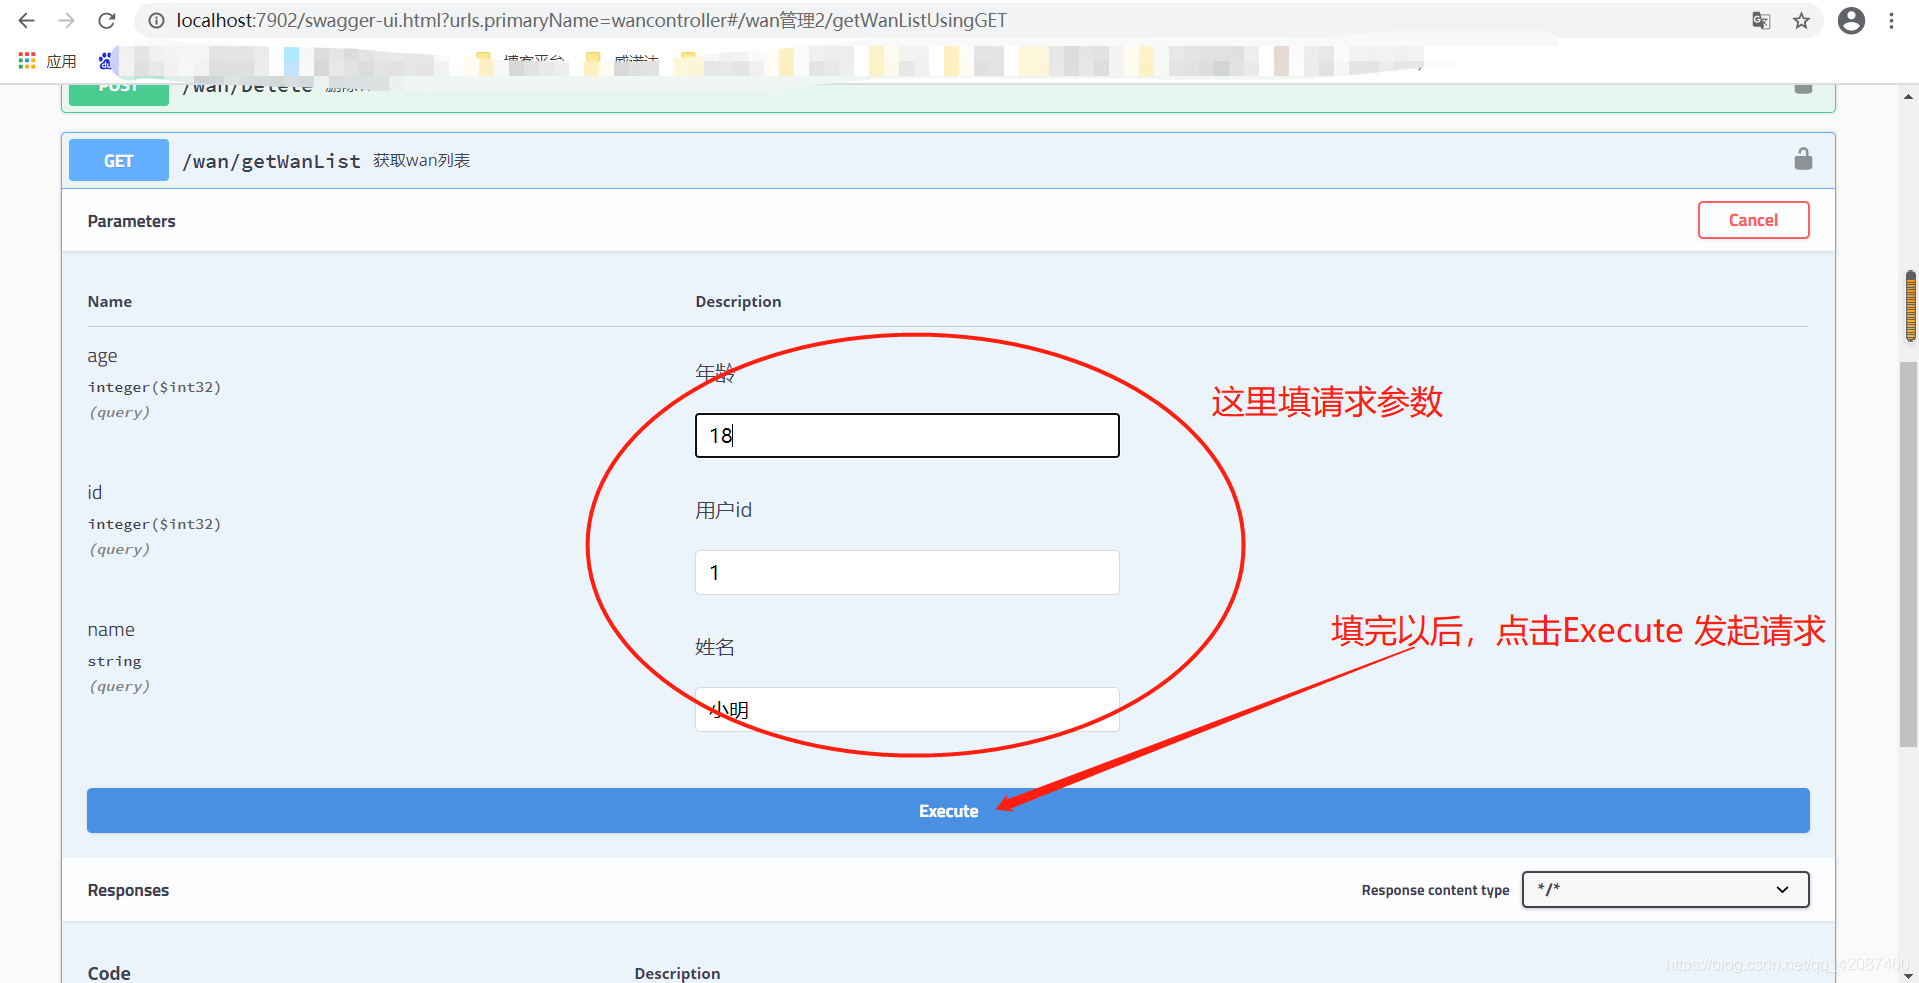 localhost:7902/swagger-ui.html?urls.primaryName=wancontroller#/wan管理2/getWanListUsingGET
应用
博客平台
POST /wan/Delete
GET /wan/getWanList 获取wan列表
Parameters
Cancel
Name Description
age
integer($int32)
(query)
年龄
18
这里填请求参数
id
integer($int32)
(query)
用户id
1
name
string
(query)
姓名
小明
填完以后，点击Execute 发起请求
Execute
Responses
Response content type */*
Code Description
https://blog.csdn.net/qq_42087460